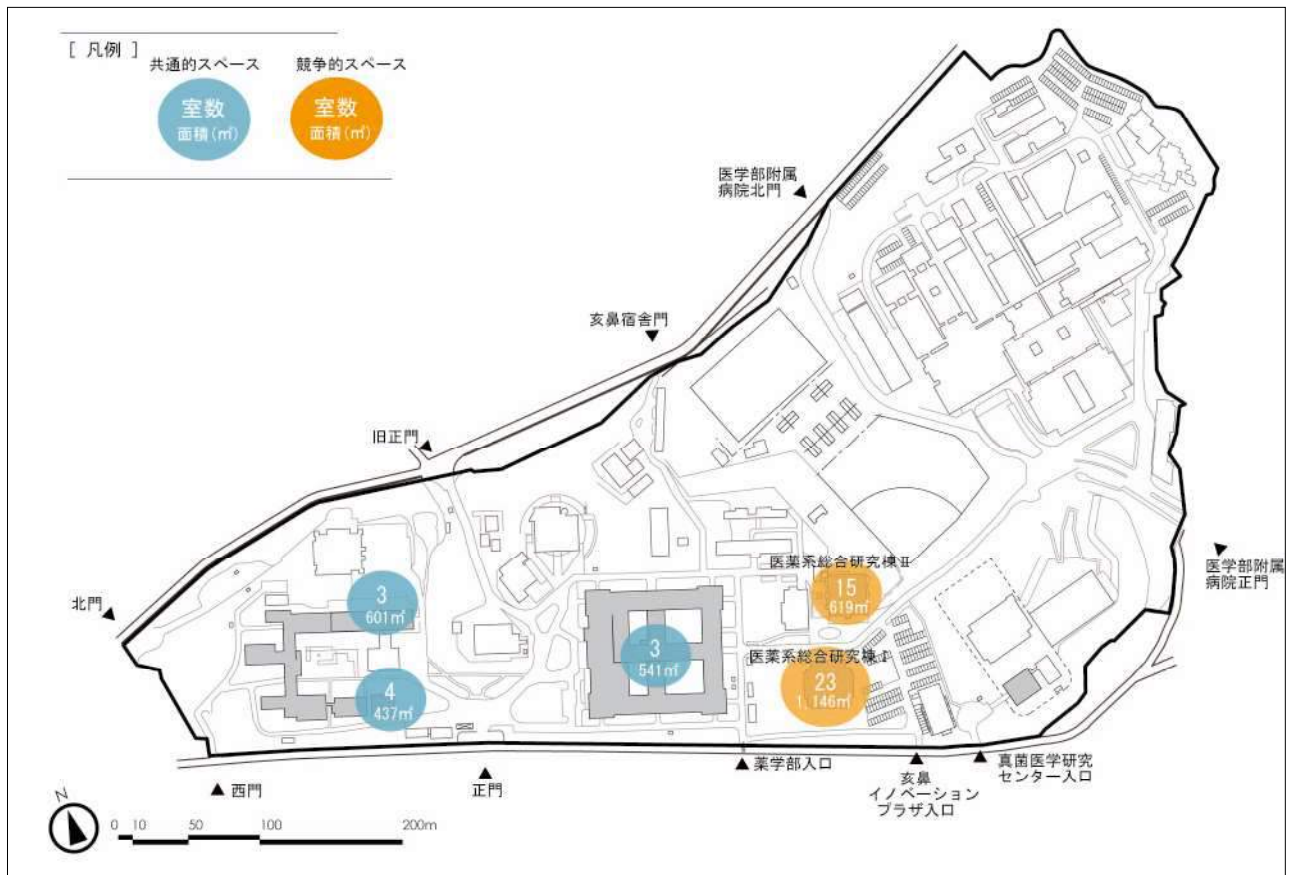 [ 凡例 ]
共通的スペース
競争的スペース
室数
面積(㎡)
室数
面積(㎡)
医学部附属
病院北門
亥鼻宿舎門
旧正門
北門
医薬系総合研究棟Ⅱ
15
619㎡
医学部附属
病院正門
3
601㎡
3
541㎡
医薬系総合研究棟Ⅰ
23
1,146㎡
4
437㎡
西門
正門
薬学部入口
亥鼻
イノベーション
プラザ入口
真菌医学研究
センター入口
N
0 10 50 100 200m